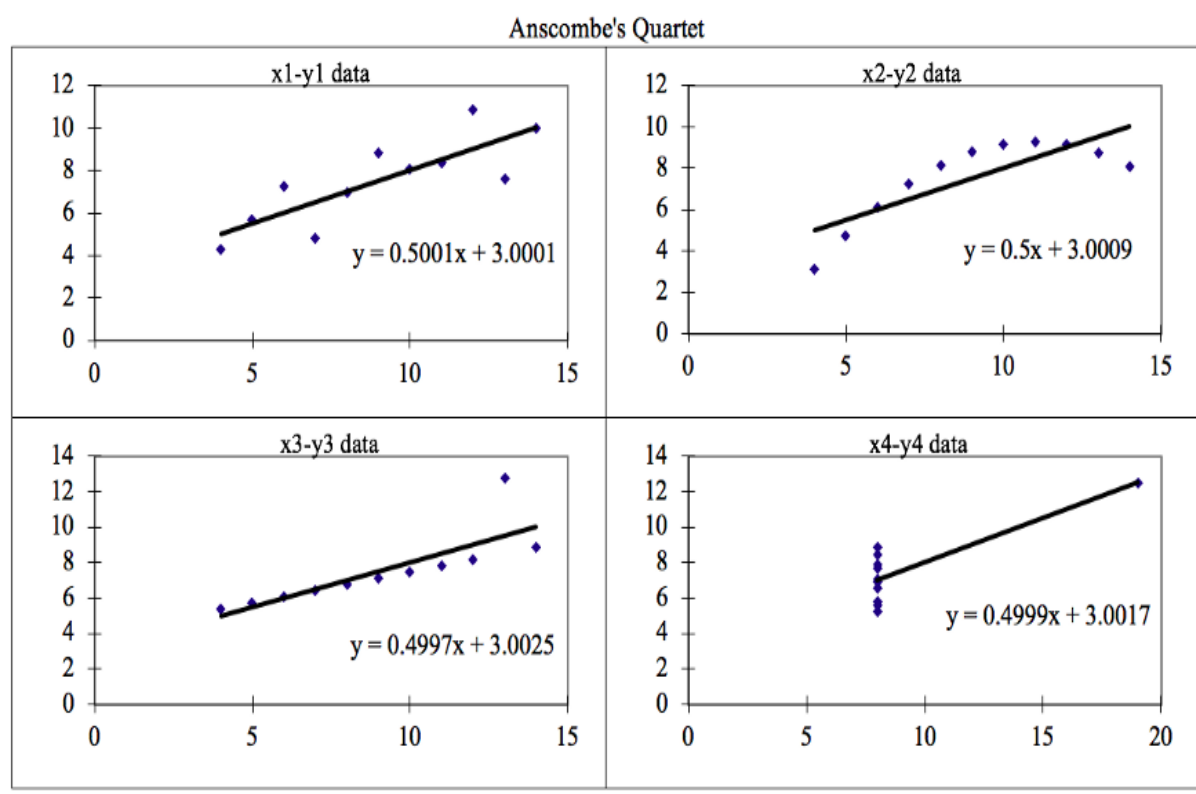 Anscombe's Quartet
x1-y1 data
12
10
8
6
4
2
0
0 5 10 15
y = 0.5001x + 3.0001
x2-y2 data
12
10
8
6
4
2
0
0 5 10 15
y = 0.5x + 3.0009
x3-y3 data
14
12
10
8
6
4
2
0
0 5 10 15
y = 0.4997x + 3.0025
x4-y4 data
14
12
10
8
6
4
2
0
0 5 10 15 20
y = 0.4999x + 3.0017